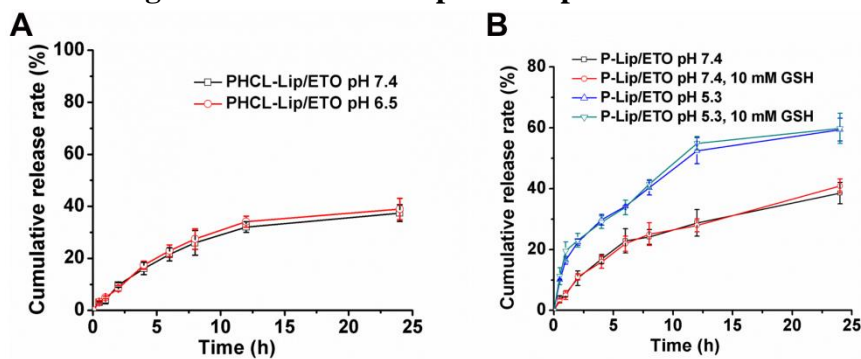 A
Cumulative release rate (%)
100
80
60
40
20
0
PHCL-Lip/ETO pH 7.4
PHCL-Lip/ETO pH 6.5
0 5 10 15 20 25
Time (h)
B
Cumulative release rate (%)
80
60
40
20
0
P-Lip/ETO pH 7.4
P-Lip/ETO pH 7.4, 10 mM GSH
P-Lip/ETO pH 5.3
P-Lip/ETO pH 5.3, 10 mM GSH
0 5 10 15 20 25
Time (h)